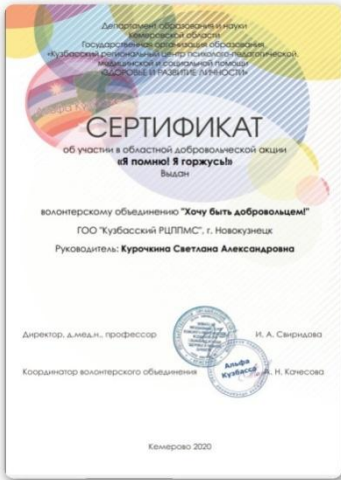 Департамент образования и науки
Кемеровской области
Государственная организация образования
«Кузбасский региональный центр психолого-педагогической,
медицинской и социальной помощи
«ЗДОРОВЬЕ И РАЗВИТИЕ ЛИЧНОСТИ»
СЕРТИФИКАТ
об участии в областной добровольческой акции
«Я помню! Я горжусь!»
Выдан
волонтерскому объединению "Хочу быть добровольцем!"
ГОО "Кузбасский РЦППМС", г. Новокузнецк
Руководитель: Курочкина Светлана Александровна
Директор, д.мед.н., профессор И. А. Свиридова
Альфа
Кузбасса
Координатор волонтерского объединения А. Н. Качесова
Кемерово 2020